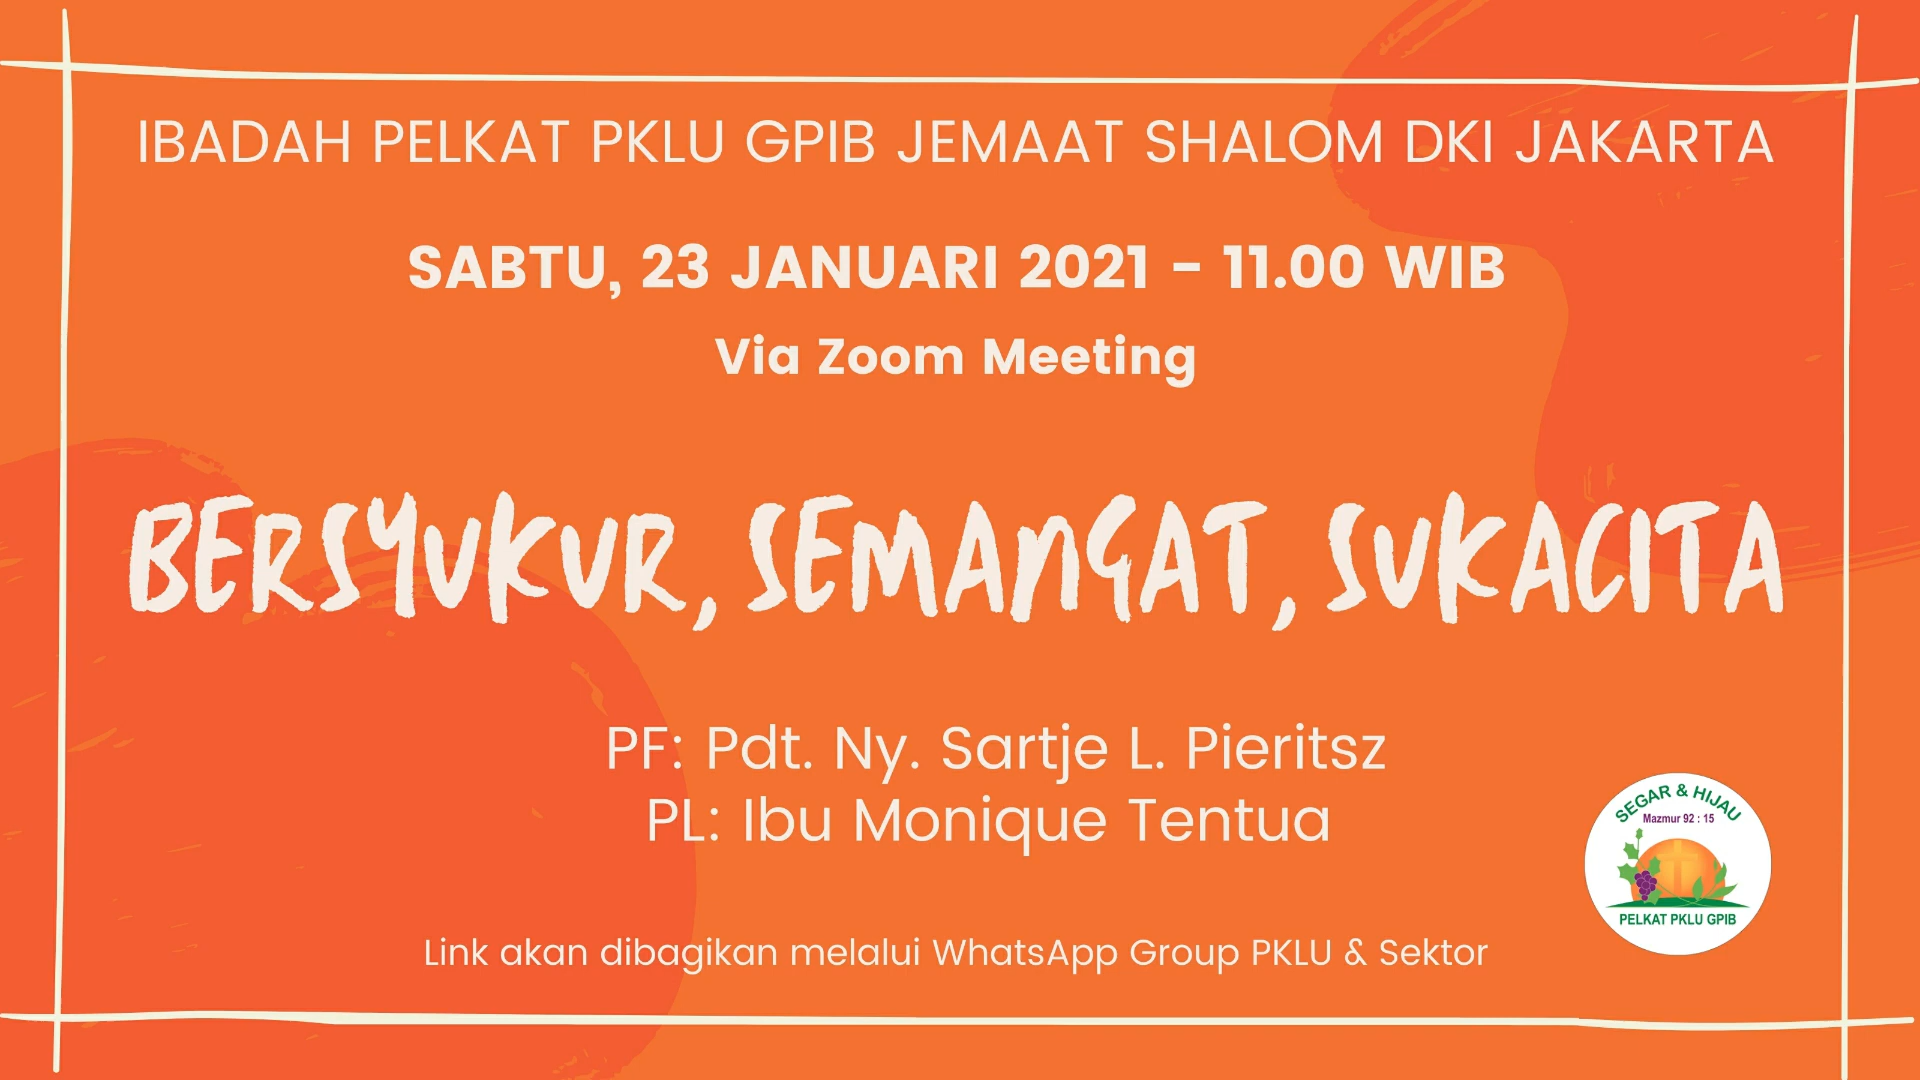 IBADAH PELKAT PKLU GPIB JEMAAT SHALOM DKI JAKARTA
SABTU, 23 JANUARI 2021 - 11.00 WIB
Via Zoom Meeting
BERSYUKUR, SEMANGAT, SUKACITA
PF: Pdt. Ny. Sartje L. Pieritsz
PL: Ibu Monique Tentua
SEGAR & HIJAU
Mazmur 92 : 15
PELKAT PKLU GPIB
Link akan dibagikan melalui WhatsApp Group PKLU & Sektor